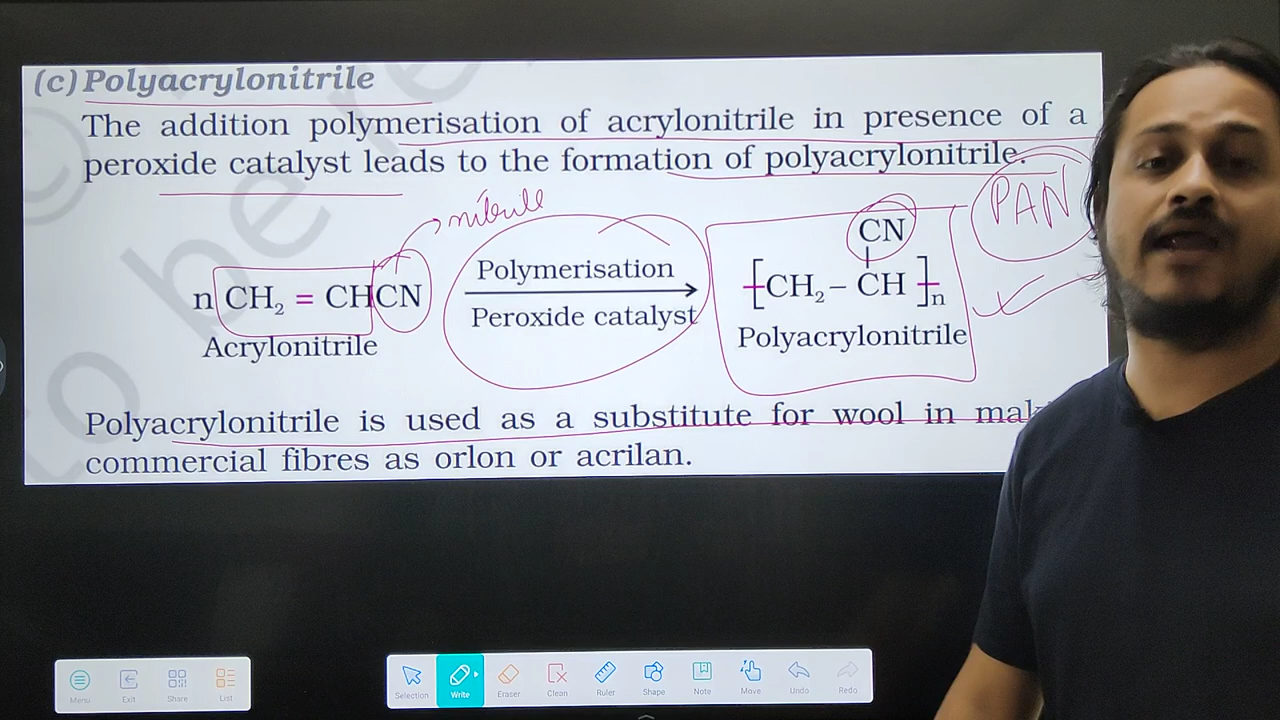 (c) Polyacrylonitrile
The addition polymerisation of acrylonitrile in presence of a
peroxide catalyst leads to the formation of polyacrylonitrile.
nitrile
PAN
CN
n CH₂ = CHCN
Polymerisation
Peroxide catalyst
[CH₂– CH ]n
Acrylonitrile
Polyacrylonitrile
Polyacrylonitrile is used as a substitute for wool in
commercial fibres as orlon or acrilan.
to be re
Menu
Exit
Share
List
Selection
Write
Eraser
Clean
Ruler
Shape
Note
Move
Undo
Redo